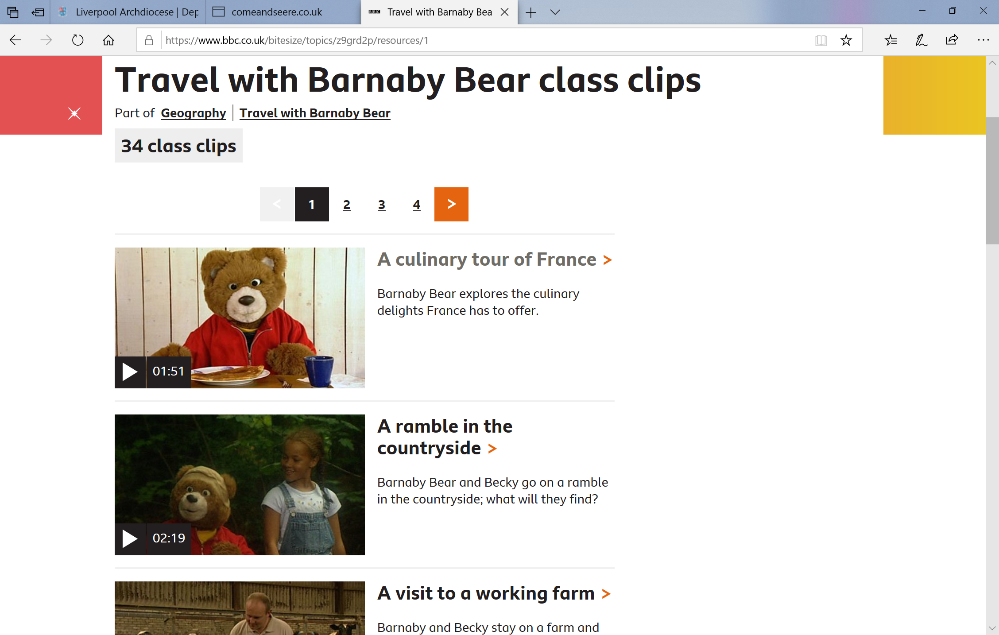 Liverpool Archdiocese | Dep
comeandseere.co.uk
BBC Travel with Barnaby Bea
https://www.bbc.co.uk/bitesize/topics/z9grd2p/resources/1
Travel with Barnaby Bear class clips
Part of Geography | Travel with Barnaby Bear
34 class clips
< 1 2 3 4 >
A culinary tour of France >
Barnaby Bear explores the culinary
delights France has to offer.
01:51
A ramble in the
countryside >
Barnaby Bear and Becky go on a ramble
in the countryside; what will they find?
02:19
A visit to a working farm >
Barnaby and Becky stay on a farm and